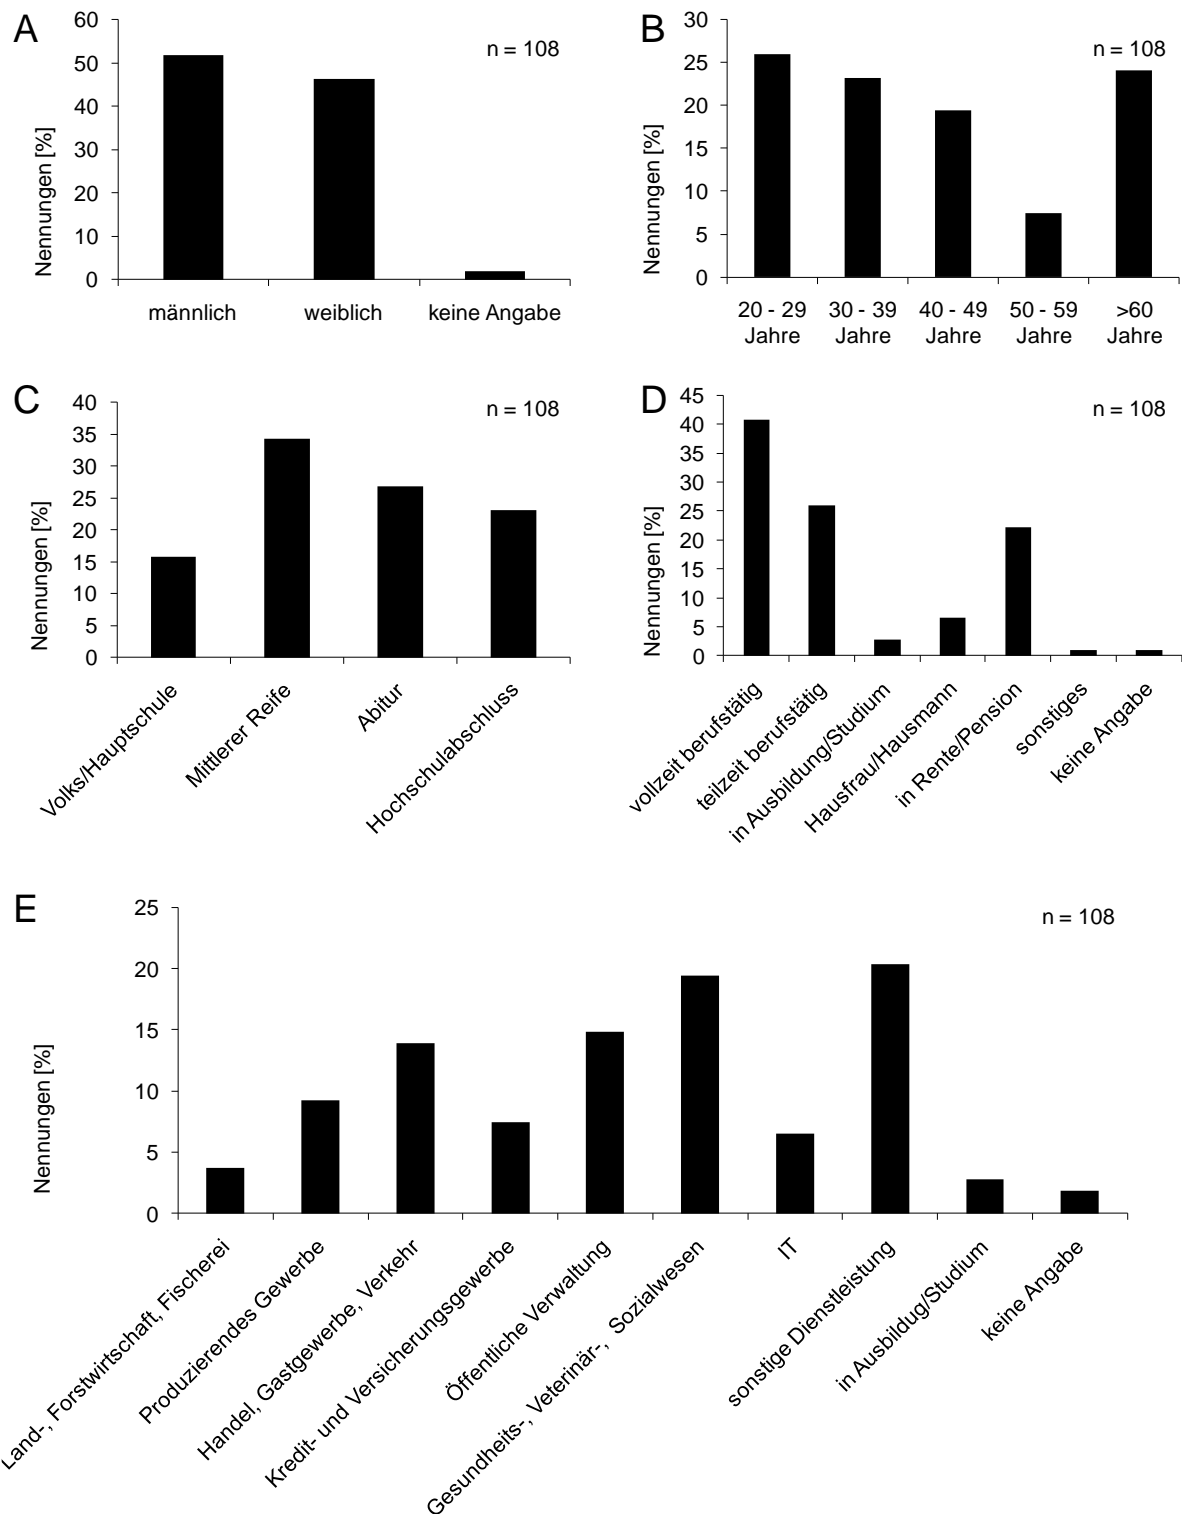 A
n = 108
Nennungen [%]
60
50
40
30
20
10
0
männlich
weiblich
keine Angabe
B
n = 108
Nennungen [%]
30
25
20
15
10
5
0
20 - 29
Jahre
30 - 39
Jahre
40 - 49
Jahre
50 - 59
Jahre
>60
Jahre
C
n = 108
Nennungen [%]
40
35
30
25
20
15
10
5
0
Volks/Hauptschule
Mittlerer Reife
Abitur
Hochschulabschluss
D
n = 108
Nennungen [%]
45
40
35
30
25
20
15
10
5
0
vollzeit berufstätig
teilzeit berufstätig
in Ausbildung/Studium
Hausfrau/Hausmann
in Rente/Pension
sonstiges
keine Angabe
E
n = 108
Nennungen [%]
25
20
15
10
5
0
Land-, Forstwirtschaft, Fischerei
Produzierendes Gewerbe
Handel, Gastgewerbe, Verkehr
Kredit- und Versicherungsgewerbe
Öffentliche Verwaltung
Gesundheits-, Veterinär-, Sozialwesen
IT
sonstige Dienstleistung
in Ausbildug/Studium
keine Angabe